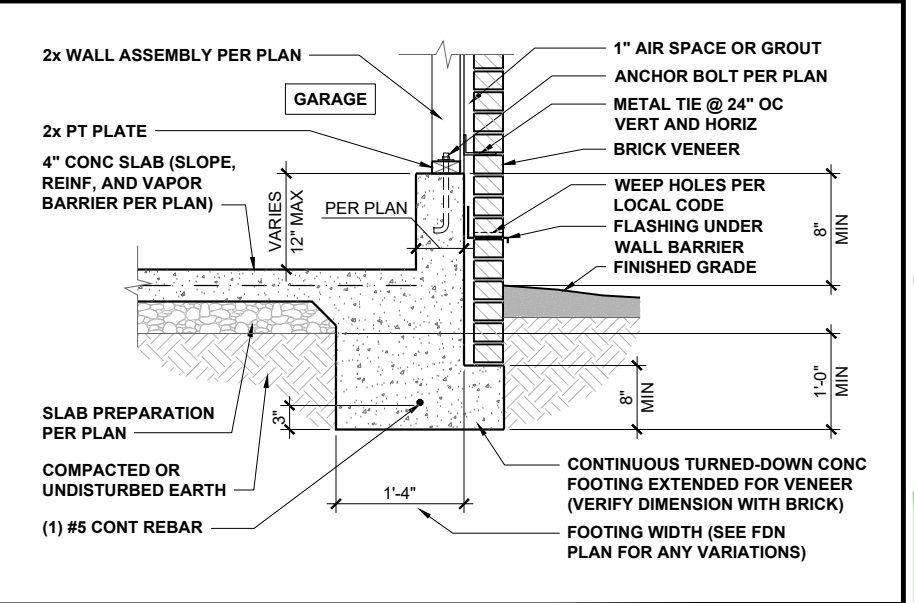 2x WALL ASSEMBLY PER PLAN
GARAGE
2x PT PLATE
4" CONC SLAB (SLOPE,
REINF, AND VAPOR
BARRIER PER PLAN)
VARIES
12" MAX
PER PLAN
1" AIR SPACE OR GROUT
ANCHOR BOLT PER PLAN
METAL TIE @ 24" OC
VERT AND HORIZ
BRICK VENEER
WEEP HOLES PER
LOCAL CODE
FLASHING UNDER
WALL BARRIER
FINISHED GRADE
8"
MIN
1'-0"
MIN
8"
MIN
3"
SLAB PREPARATION
PER PLAN
COMPACTED OR
UNDISTURBED EARTH
(1) #5 CONT REBAR
1'-4"
CONTINUOUS TURNED-DOWN CONC
FOOTING EXTENDED FOR VENEER
(VERIFY DIMENSION WITH BRICK)
FOOTING WIDTH (SEE FDN
PLAN FOR ANY VARIATIONS)